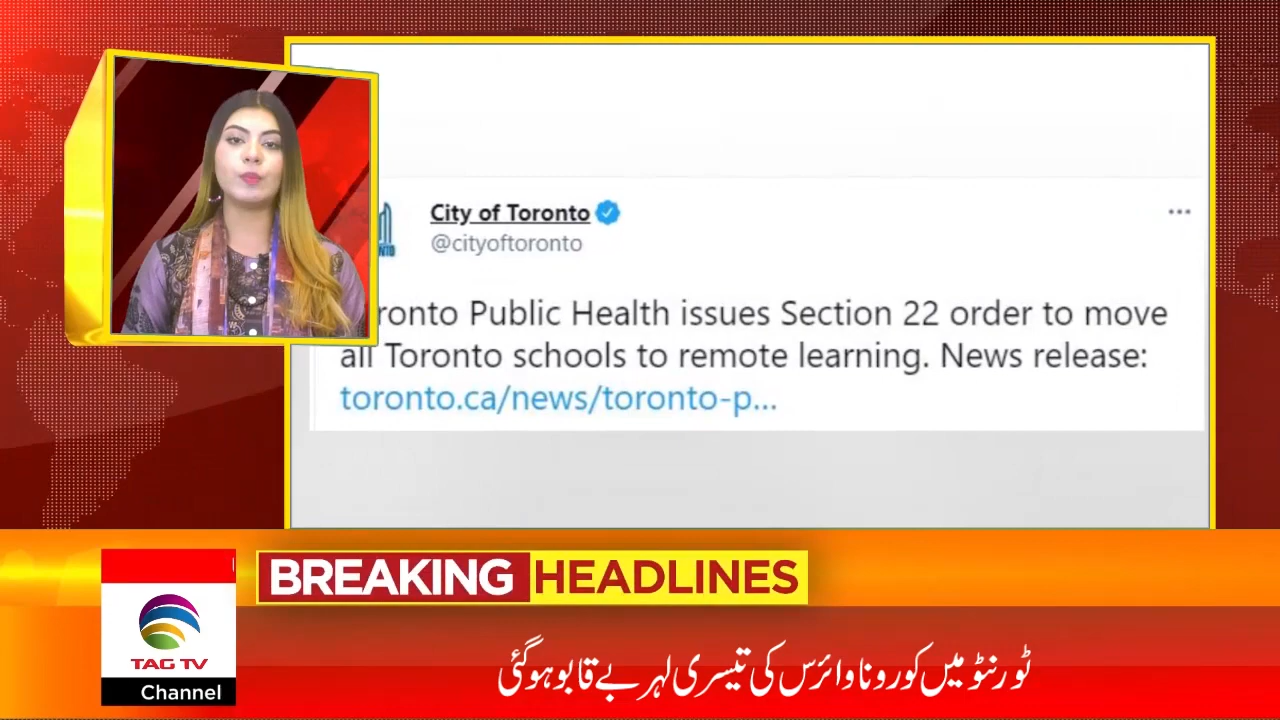 City of Toronto
@cityoftoronto
ronto Public Health issues Section 22 order to move
all Toronto schools to remote learning. News release:
toronto.ca/news/toronto-p...
BREAKING HEADLINES
TAG TV
Channel
ٹورنٹو میں کورونا وائرس کی تیسری لہر بے قابو ہو گئی